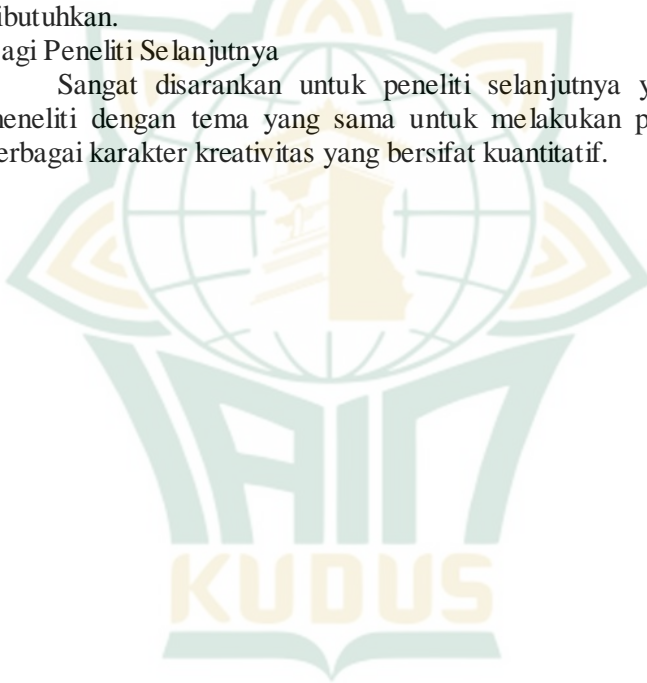 ibutuhkan.
agi Peneliti Selanjutnya
Sangat disarankan untuk peneliti selanjutnya y
eneliti dengan tema yang sama untuk melakukan p
erbagai karakter kreativitas yang bersifat kuantitatif.
IAIN
KUDUS